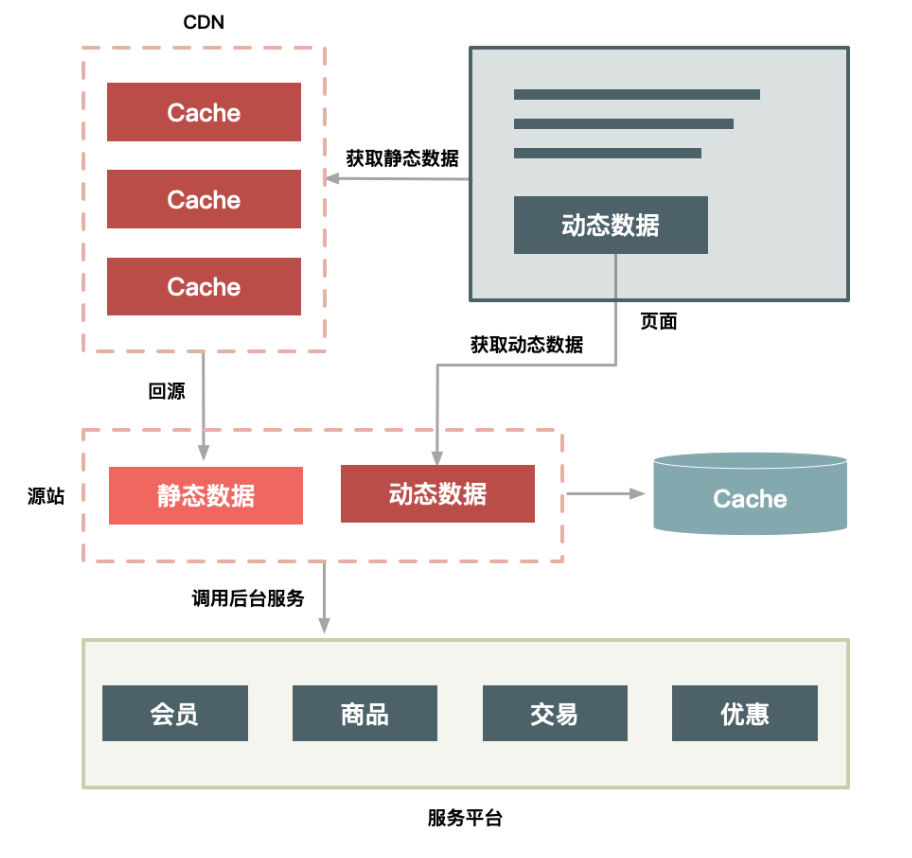 CDN
Cache
Cache
Cache
获取静态数据
动态数据
页面
获取动态数据
回源
源站
静态数据
动态数据
Cache
调用后台服务
会员
商品
交易
优惠
服务平台